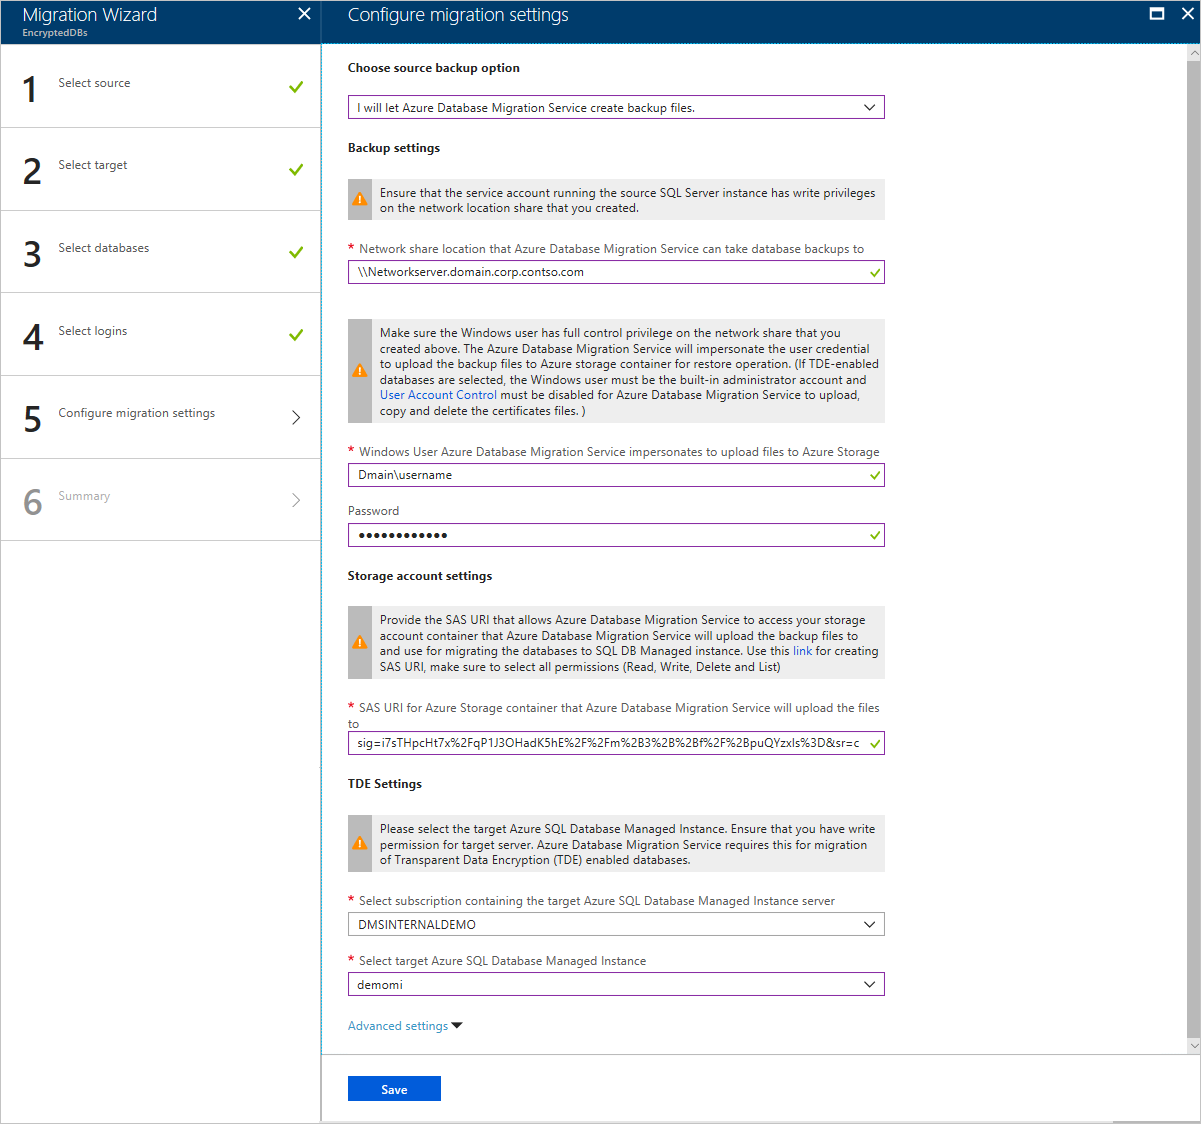 Migration Wizard
EncryptedDBs
1 Select source
2 Select target
3 Select databases
4 Select logins
5 Configure migration settings
6 Summary
Configure migration settings
Choose source backup option
I will let Azure Database Migration Service create backup files.
Backup settings
Ensure that the service account running the source SQL Server instance has write privileges
on the network location share that you created.
* Network share location that Azure Database Migration Service can take database backups to
\\Networkserver.domain.corp.contso.com
Make sure the Windows user has full control privilege on the network share that you
created above. The Azure Database Migration Service will impersonate the user credential
to upload the backup files to Azure storage container for restore operation. (If TDE-enabled
databases are selected, the Windows user must be the built-in administrator account and
User Account Control must be disabled for Azure Database Migration Service to upload,
copy and delete the certificates files. )
* Windows User Azure Database Migration Service impersonates to upload files to Azure Storage
Dmain\username
Password
●●●●●●●●●●●●
Storage account settings
Provide the SAS URI that allows Azure Database Migration Service to access your storage
account container that Azure Database Migration Service will upload the backup files to
and use for migrating the databases to SQL DB Managed instance. Use this link for creating
SAS URI, make sure to select all permissions (Read, Write, Delete and List)
* SAS URI for Azure Storage container that Azure Database Migration Service will upload the files
to
sig=i7sTHpcHt7x%2FqP1J3OHadK5hE%2F%2Fm%2B3%2B%2Bf%2F%2BpuQYzxIs%3D&sr=c
TDE Settings
Please select the target Azure SQL Database Managed Instance. Ensure that you have write
permission for target server. Azure Database Migration Service requires this for migration
of Transparent Data Encryption (TDE) enabled databases.
* Select subscription containing the target Azure SQL Database Managed Instance server
DMSINTERNALDEMO
* Select target Azure SQL Database Managed Instance
demomi
Advanced settings
Save